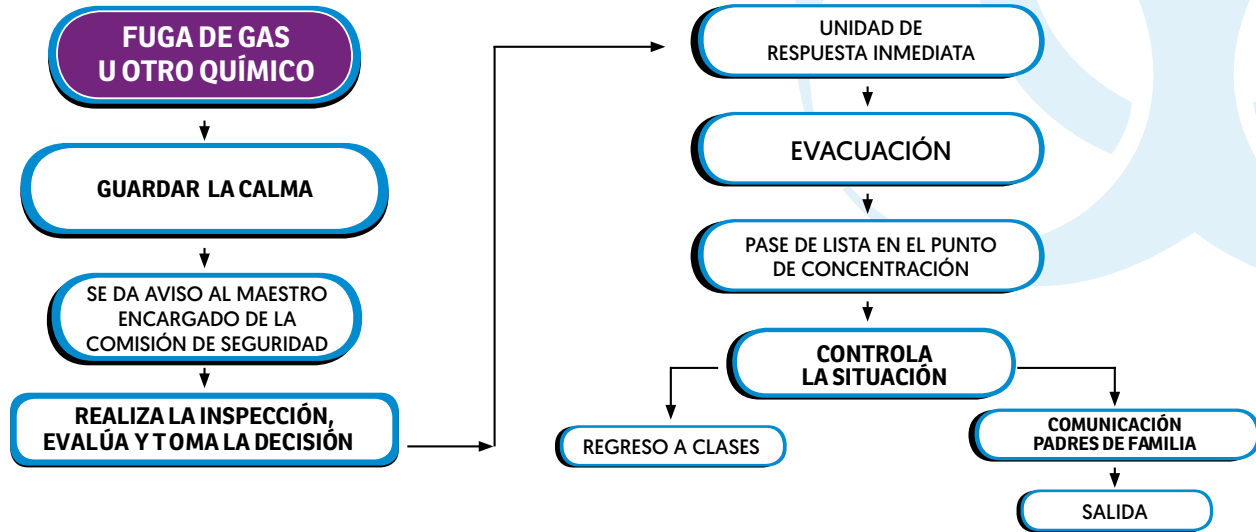 FUGA DE GAS
U OTRO QUÍMICO
GUARDAR LA CALMA
SE DA AVISO AL MAESTRO
ENCARGADO DE LA
COMISIÓN DE SEGURIDAD
REALIZA LA INSPECCIÓN,
EVALÚA Y TOMA LA DECISIÓN
UNIDAD DE
RESPUESTA INMEDIATA
EVACUACIÓN
PASE DE LISTA EN EL PUNTO
DE CONCENTRACIÓN
CONTROLA
LA SITUACIÓN
REGRESO A CLASES
COMUNICACIÓN
PADRES DE FAMILIA
SALIDA